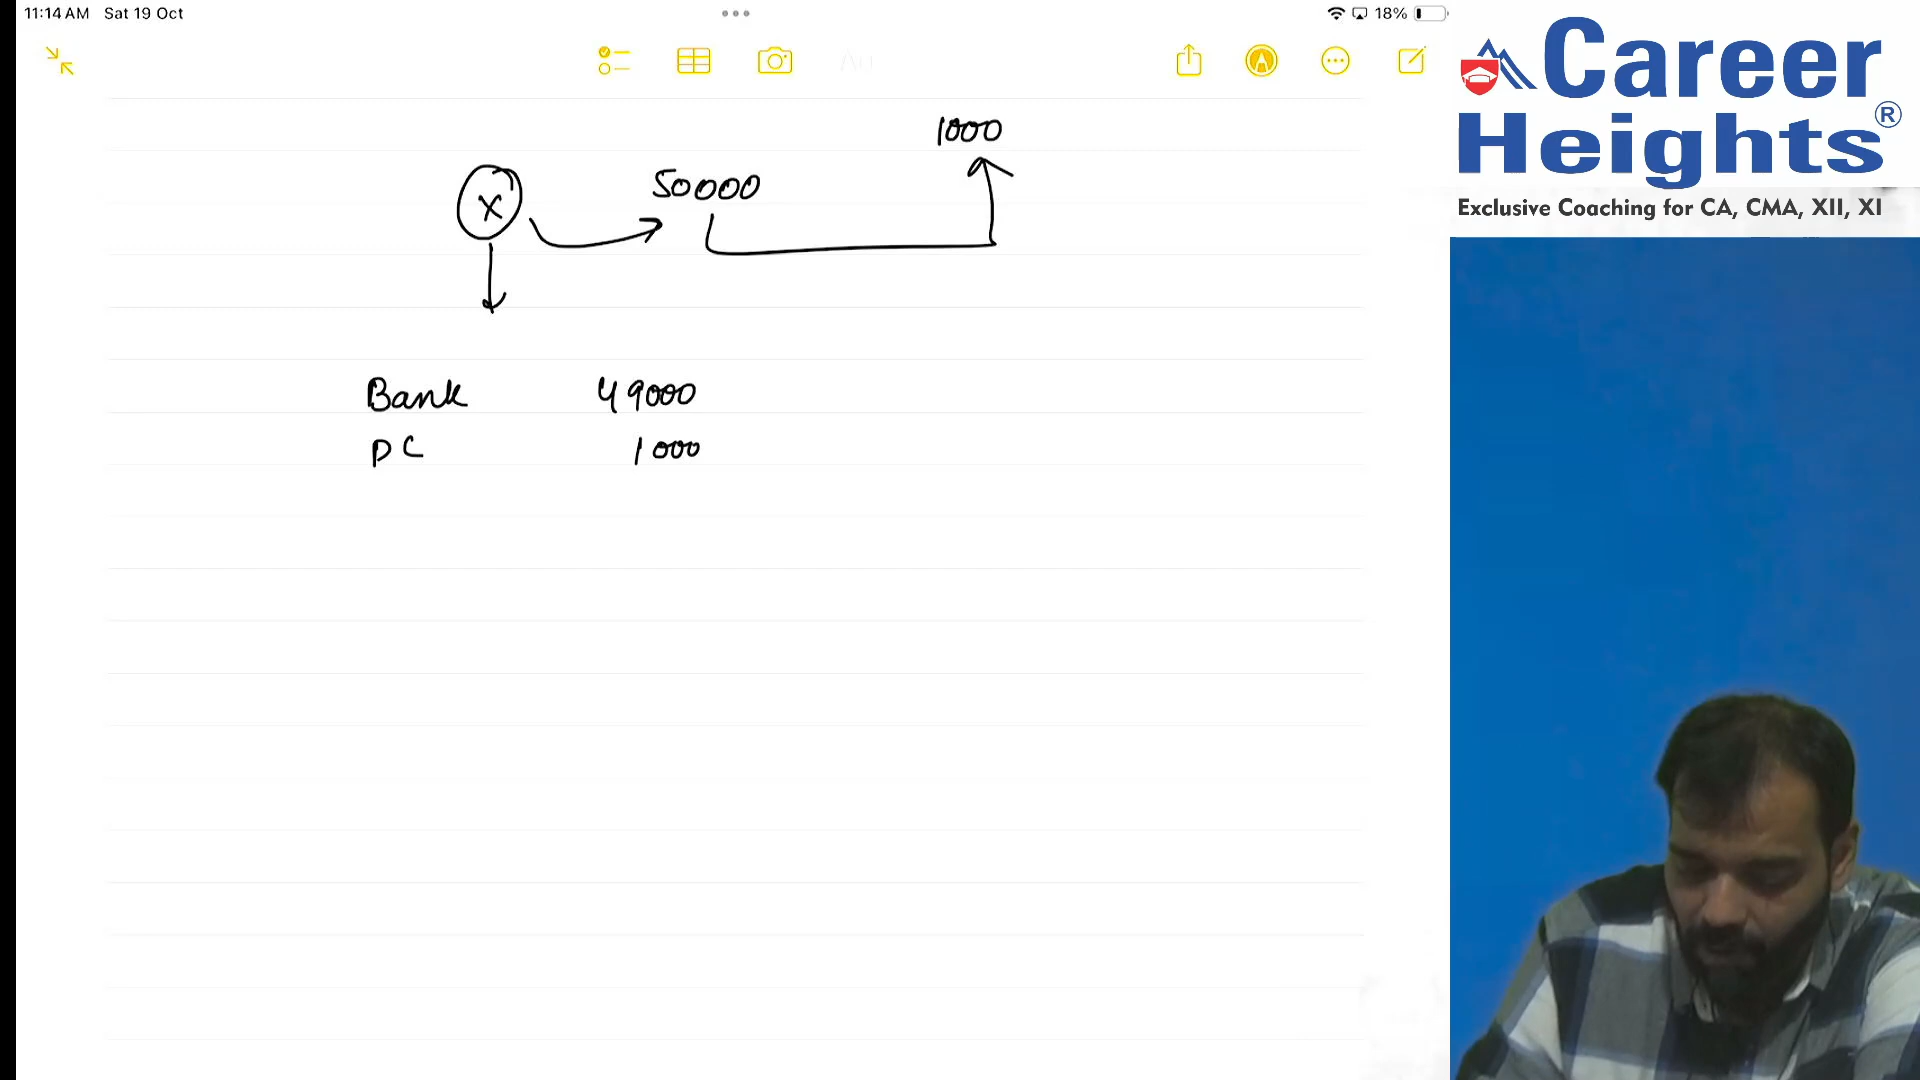 11:14 AM Sat 19 Oct
18%
Career
Heights®
Exclusive Coaching for CA, CMA, XII, XI
1000
X 50000
Bank 49000
DC 1000